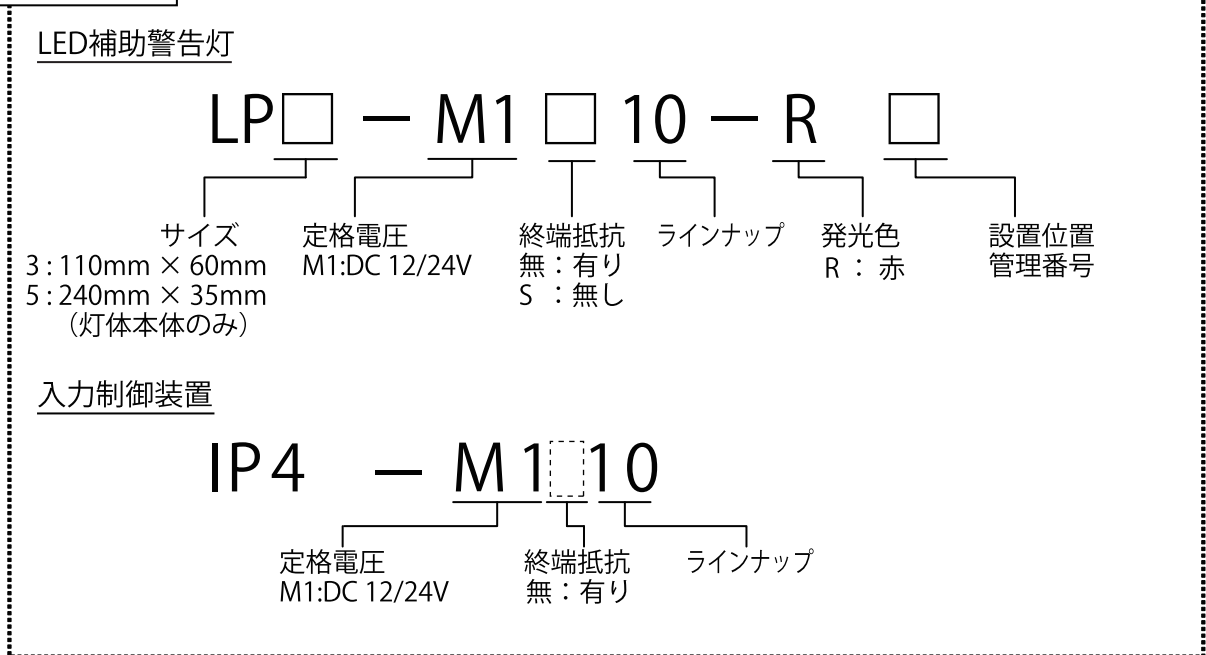 LED補助警告灯
LP□ － M1 □ 10 － R □
サイズ
3 : 110mm × 60mm
5 : 240mm × 35mm
（灯体本体のみ）
定格電圧
M1:DC 12/24V
終端抵抗
無：有り
S ：無し
ラインナップ
発光色
R ： 赤
設置位置
管理番号
入力制御装置
IP4 － M1 10
定格電圧
M1:DC 12/24V
終端抵抗
無：有り
ラインナップ